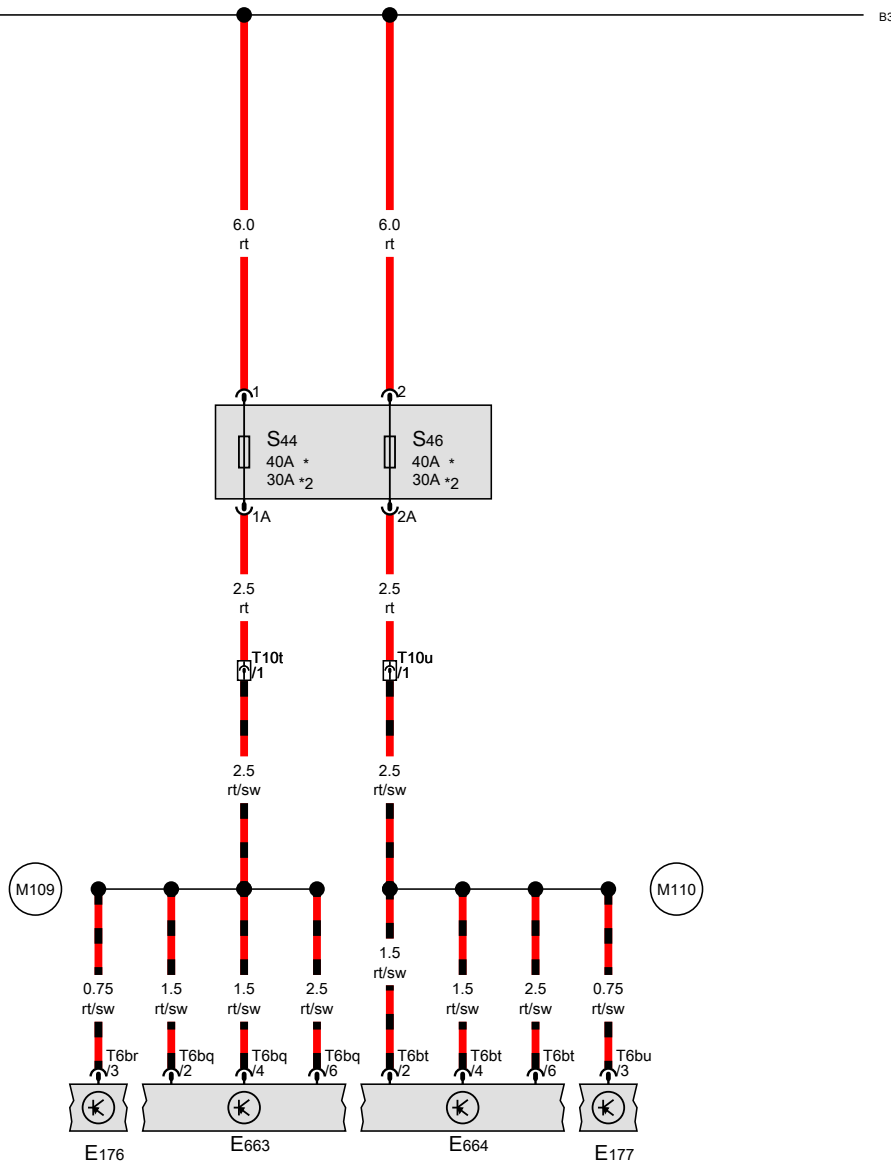 B3
6.0
rt
6.0
rt
1
2
S44
40A *
30A *2
S46
40A *
30A *2
1A
2A
2.5
rt
2.5
rt
T10t
/1
T10u
/1
2.5
rt/sw
2.5
rt/sw
M109
M110
0.75
rt/sw
1.5
rt/sw
1.5
rt/sw
2.5
rt/sw
1.5
rt/sw
1.5
rt/sw
2.5
rt/sw
0.75
rt/sw
T6br
/3
T6bq
/2
T6bq
/4
T6bq
/6
T6bt
/2
T6bt
/4
T6bt
/6
T6bu
/3
E176
E663
E664
E177